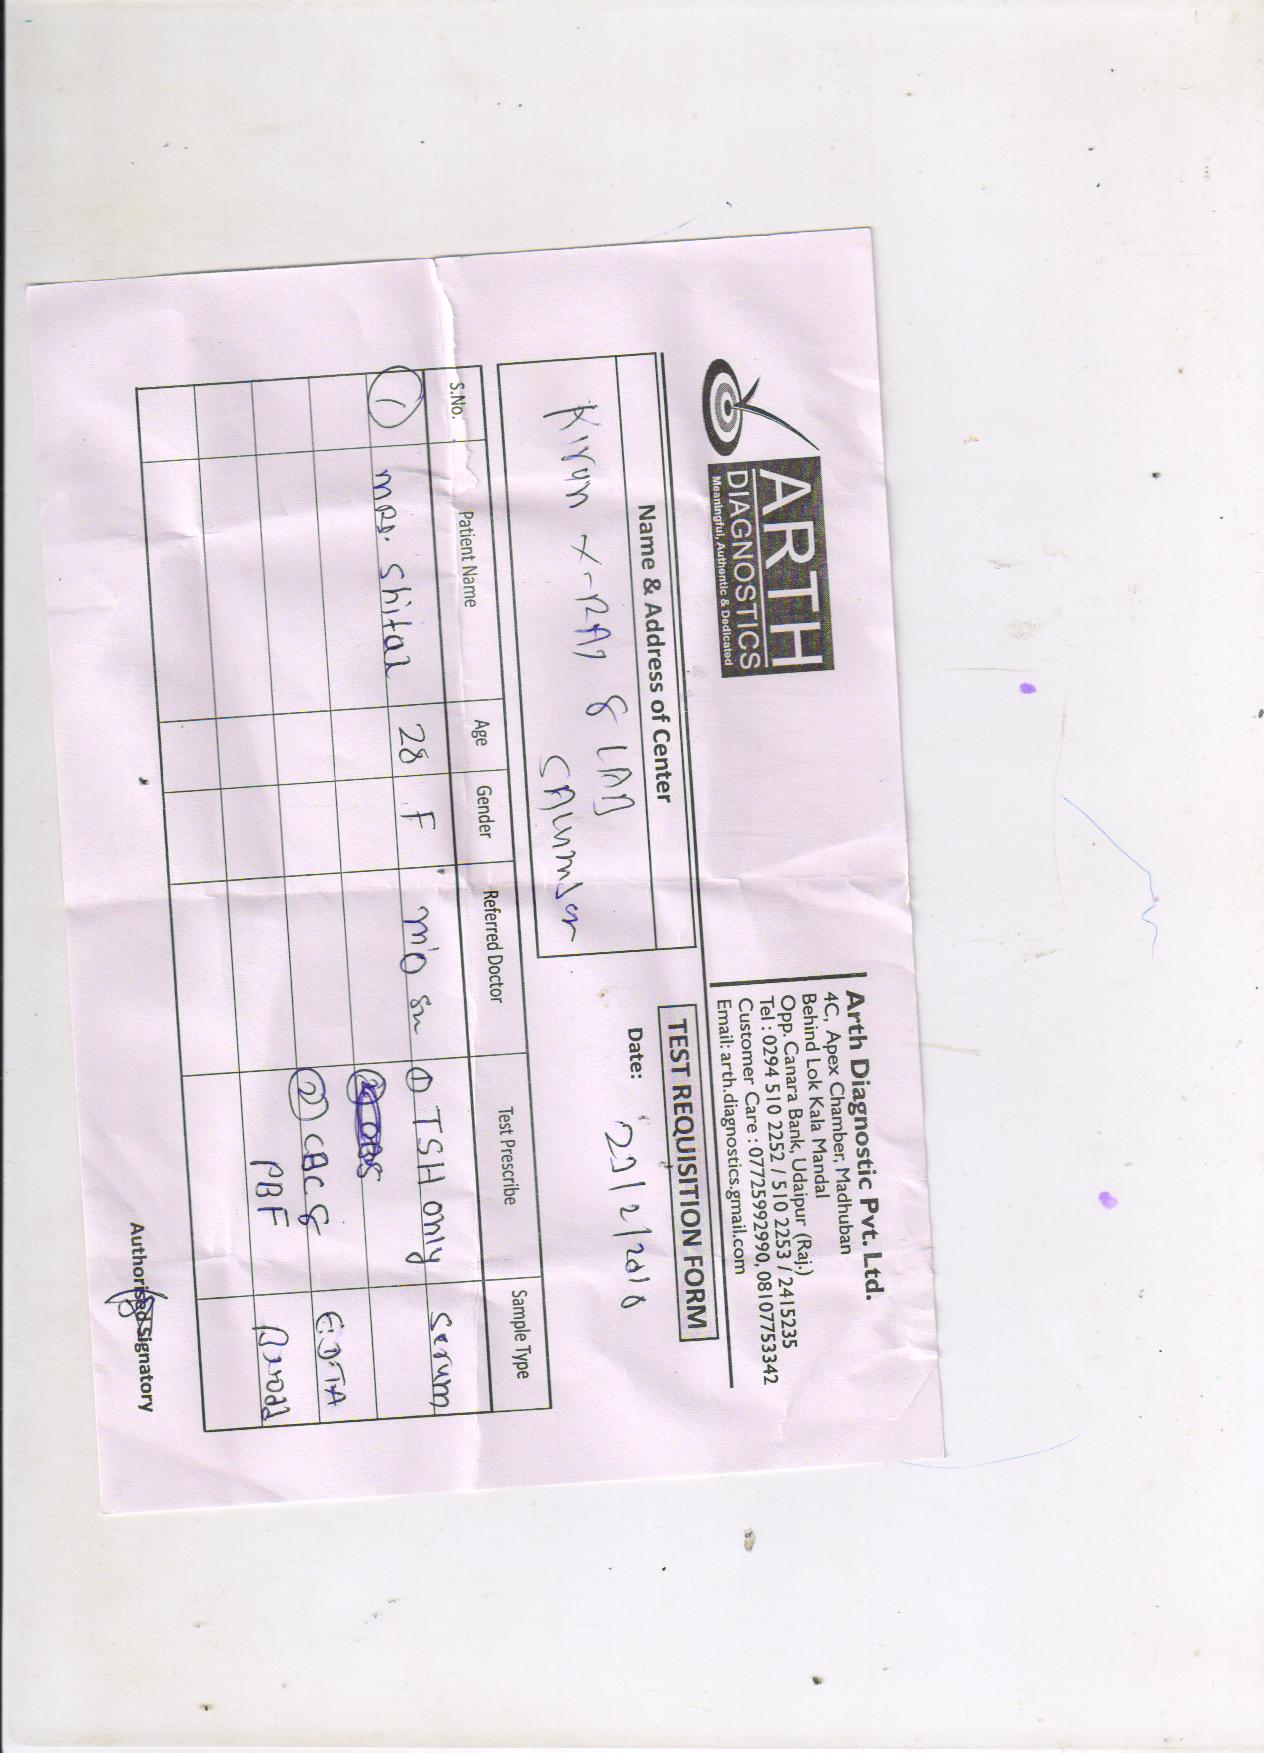 ARTH
DIAGNOSTICS
Meaningful, Authentic & Dedicated
Arth Diagnostic Pvt. Ltd.
4C, Apex Chamber, Madhuban
Behind Lok Kala Mandal
Opp. Canara Bank, Udaipur (Raj.)
Tel : 0294 510 2252 / 510 2253 / 2415235
Customer Care : 07725992990, 08107753342
Email: arth.diagnostics.gmail.com
Name & Address of Center
TEST REQUISITION FORM
Kiran X-RAY & LAB
Date:
SALumber
S.No. Patient Name Age Gender Referred Doctor Test Prescribe Sample Type
1 mrs. Shital 28 F m'o 1 TSH only Serum
2 CBC & EDTA
PBF Blood
Authorised Signatory